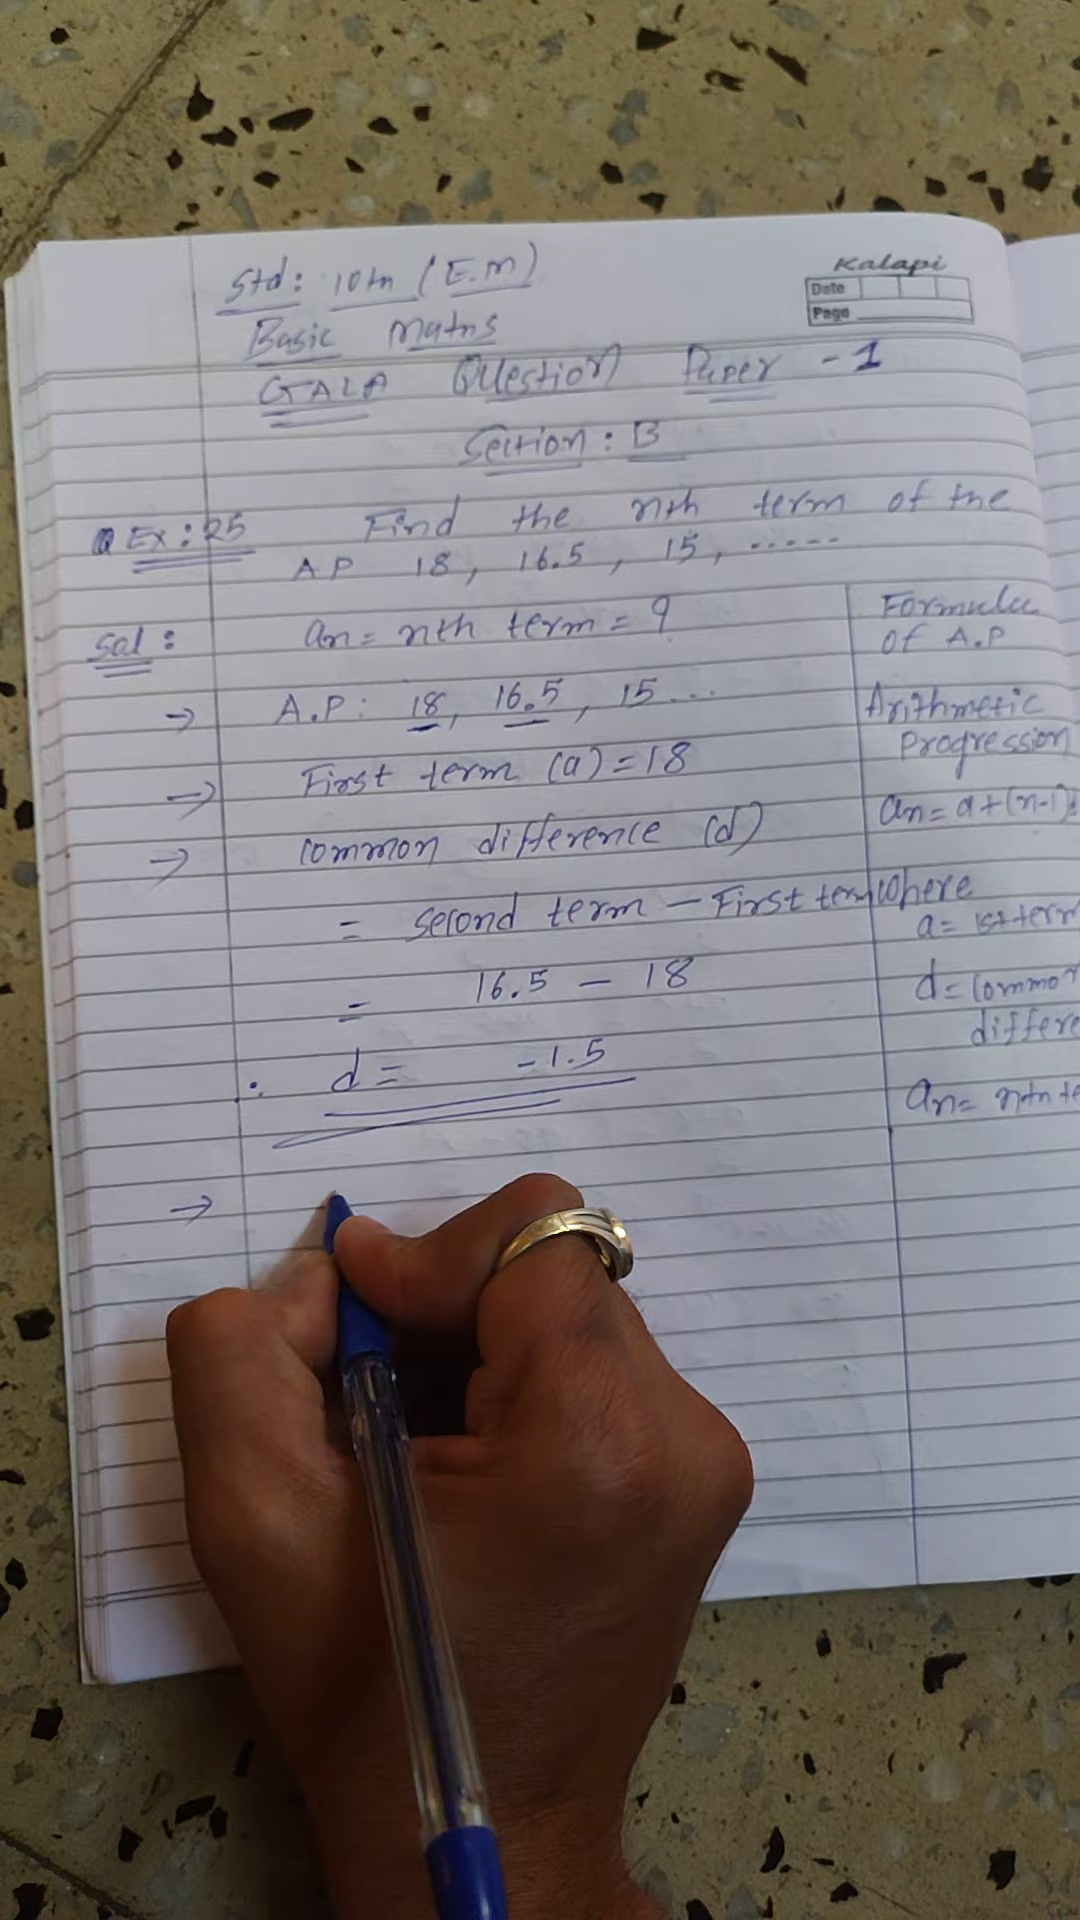 Std: 10th (E.M)
Kalapi
Date
Page
Basic Maths
GALA Question Paper - 1
Section: B
Ex: 25 Find the nth term of the
AP 18, 16.5, 15, .....
Sol: an = nth term = ?
→ A.P: 18, 16.5, 15...
→ First term (a) = 18
→ common difference (d)
= second term - First term
= 16.5 - 18
∴ d = -1.5
→
Formula
of A.P
Arithmetic
Progression
an = a + (n-1)
where
a = 1st term
d = common
differe
an = nth te